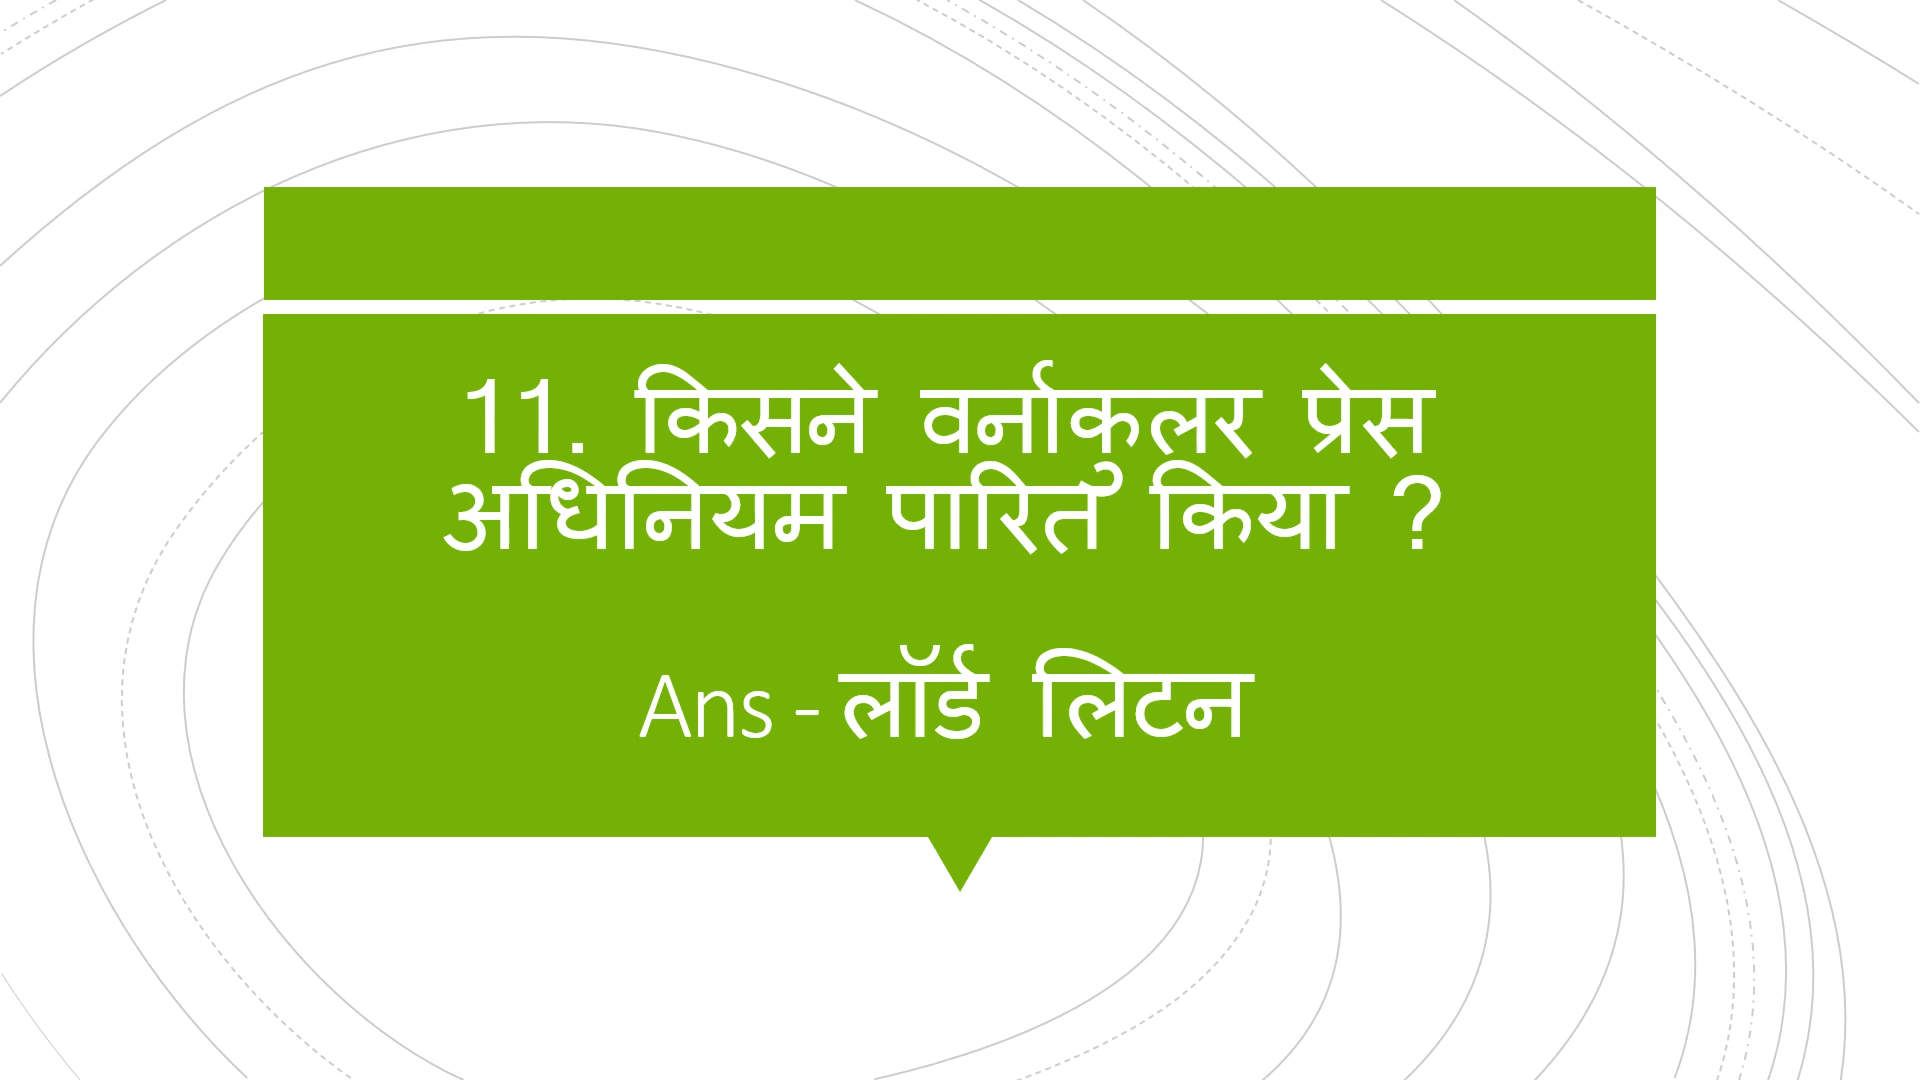 11. किसने वर्नाकुलर प्रेस
अधिनियम पारित किया ?
Ans - लॉर्ड लिटन